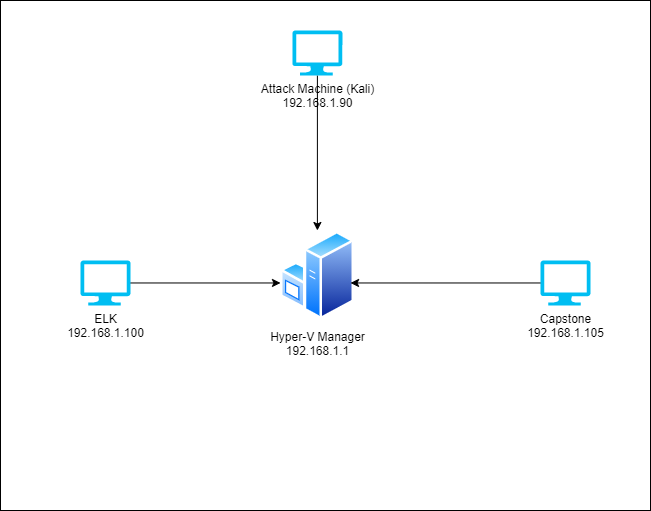 Attack Machine (Kali)
192.168.1.90
ELK
192.168.1.100
Hyper-V Manager
192.168.1.1
Capstone
192.168.1.105